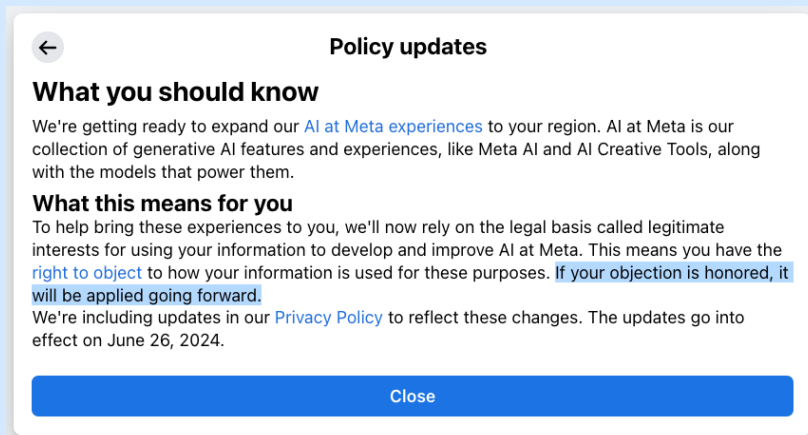 Policy updates
What you should know
We're getting ready to expand our AI at Meta experiences to your region. AI at Meta is our
collection of generative AI features and experiences, like Meta AI and AI Creative Tools, along
with the models that power them.
What this means for you
To help bring these experiences to you, we'll now rely on the legal basis called legitimate
interests for using your information to develop and improve AI at Meta. This means you have the
right to object to how your information is used for these purposes. If your objection is honored, it
will be applied going forward.
We're including updates in our Privacy Policy to reflect these changes. The updates go into
effect on June 26, 2024.
Close